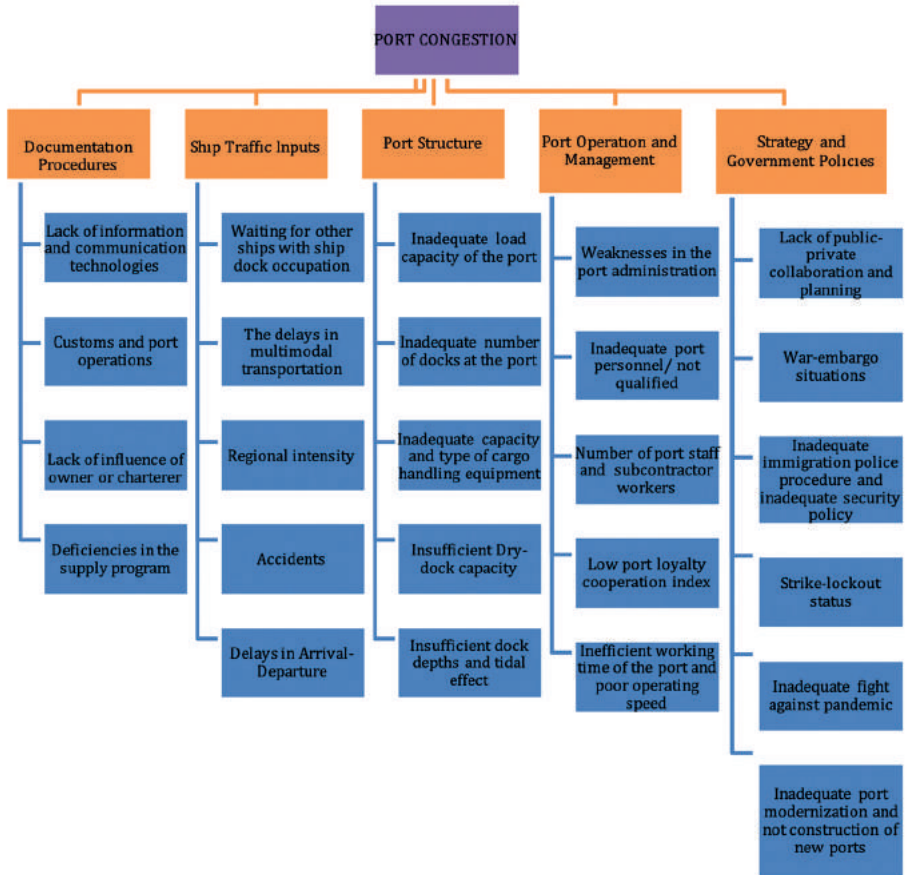 PORT CONGESTION
Documentation
Procedures
Lack of information
and communication
technologies
Customs and port
operations
Lack of influence of
owner or charterer
Deficiencies in the
supply program
Ship Traffic Inputs
Waiting for other
ships with ship
dock occupation
The delays in
multimodal
transportation
Regional intensity
Accidents
Delays in Arrival-
Departure
Port Structure
Inadequate load
capacity of the port
Inadequate number
of docks at the port
Inadequate capacity
and type of cargo
handling equipment
Insufficient Dry-
dock capacity
Insufficient dock
depths and tidal
effect
Port Operation and
Management
Weaknesses in the
port administration
Inadequate port
personnel/ not
qualified
Number of port staff
and subcontractor
workers
Low port loyalty
cooperation index
Inefficient working
time of the port and
poor operating
speed
Strategy and
Government Policies
Lack of public-
private
collaboration and
planning
War-embargo
situations
Inadequate
immigration police
procedure and
inadequate security
policy
Strike-lockout
status
Inadequate fight
against pandemic
Inadequate port
modernization and
not construction of
new ports